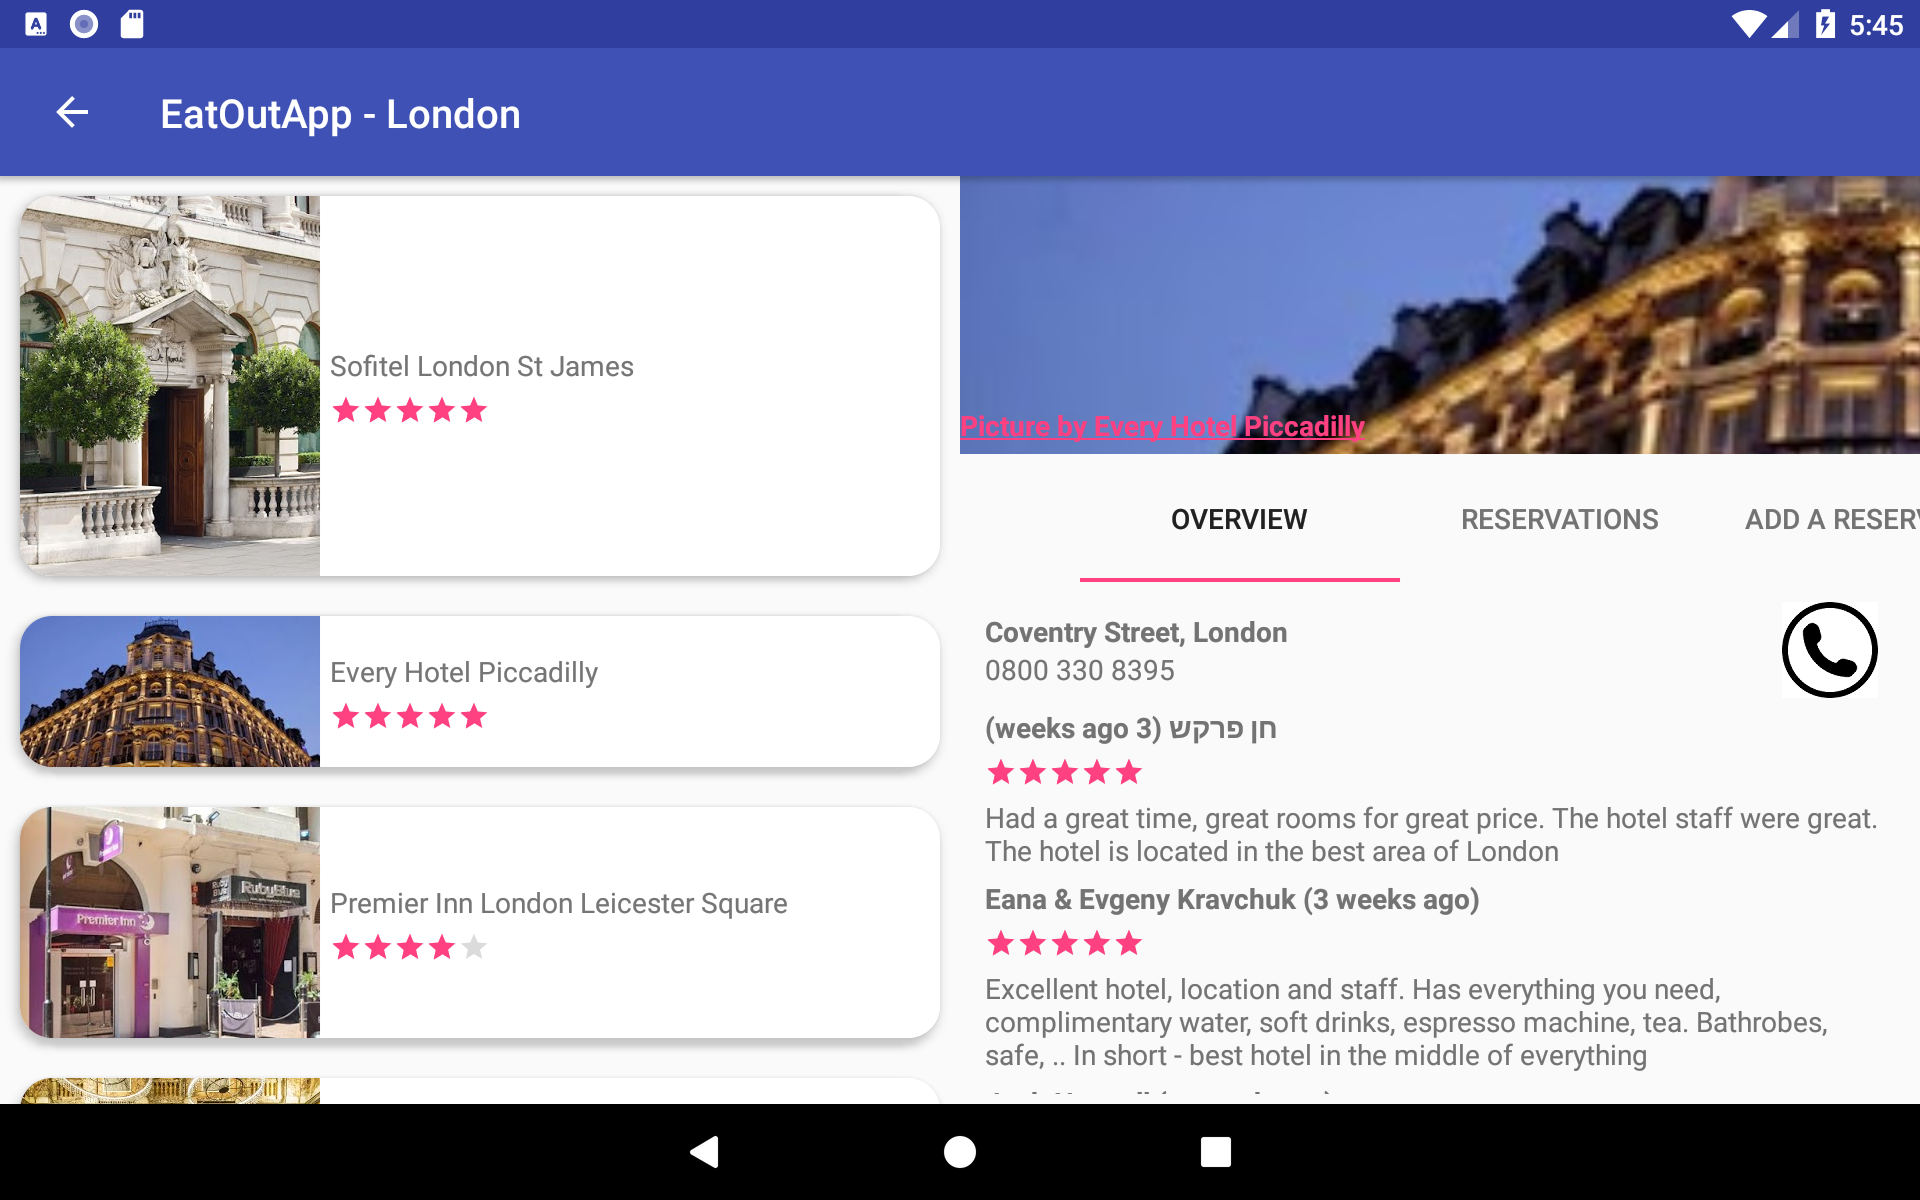 5:45
EatOutApp - London
Sofitel London St James
Every Hotel Piccadilly
Premier Inn
RubyBlue
Premier Inn London Leicester Square
Picture by Every Hotel Piccadilly
OVERVIEW
RESERVATIONS
ADD A RESERV
Coventry Street, London
0800 330 8395
(weeks ago 3) חן פרקש
Had a great time, great rooms for great price. The hotel staff were great.
The hotel is located in the best area of London
Eana & Evgeny Kravchuk (3 weeks ago)
Excellent hotel, location and staff. Has everything you need,
complimentary water, soft drinks, espresso machine, tea. Bathrobes,
safe, .. In short - best hotel in the middle of everything